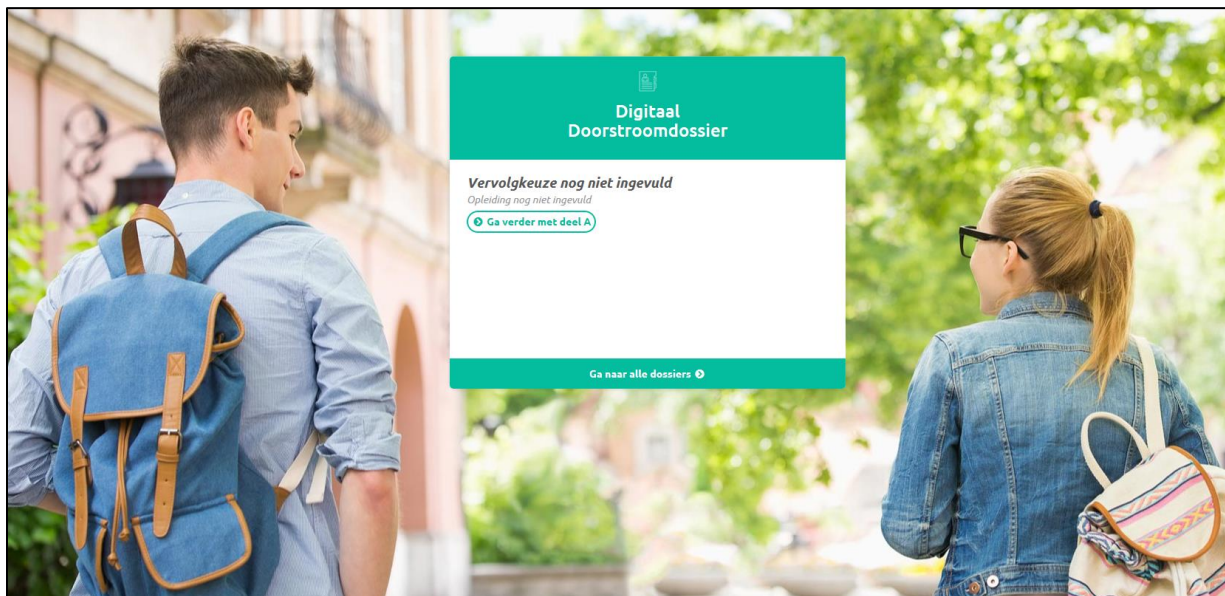 Digitaal
Doorstroomdossier
Vervolgkeuze nog niet ingevuld
Opleiding nog niet ingevuld
Ga verder met deel A
Ga naar alle dossiers